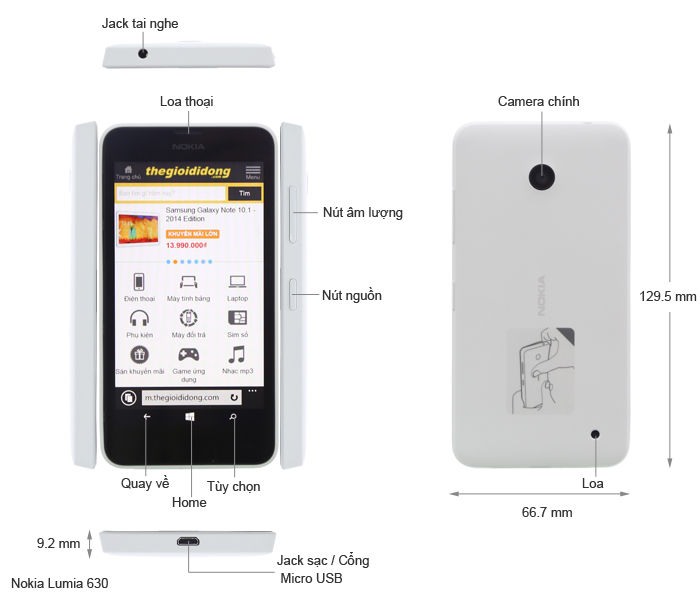 Jack tai nghe
Loa thoại
Camera chính
NOKIA
Trang chủ
thegioididong
.com
Menu
Bạn tìm gì hôm nay?
Tìm
Samsung Galaxy Note 10.1 -
2014 Edition
KHUYẾN MÃI LỚN
13.990.000₫
Nút âm lượng
Điện thoại
Máy tính bảng
Laptop
Nút nguồn
129.5 mm
NOKIA
Phụ kiện
Máy đổi trả
Sim số
Săn khuyến mãi
Game ứng
dụng
Nhạc mp3
m.thegioididong.com
Quay về
Home
Tùy chọn
Loa
66.7 mm
9.2 mm
Jack sạc / Cổng
Micro USB
Nokia Lumia 630